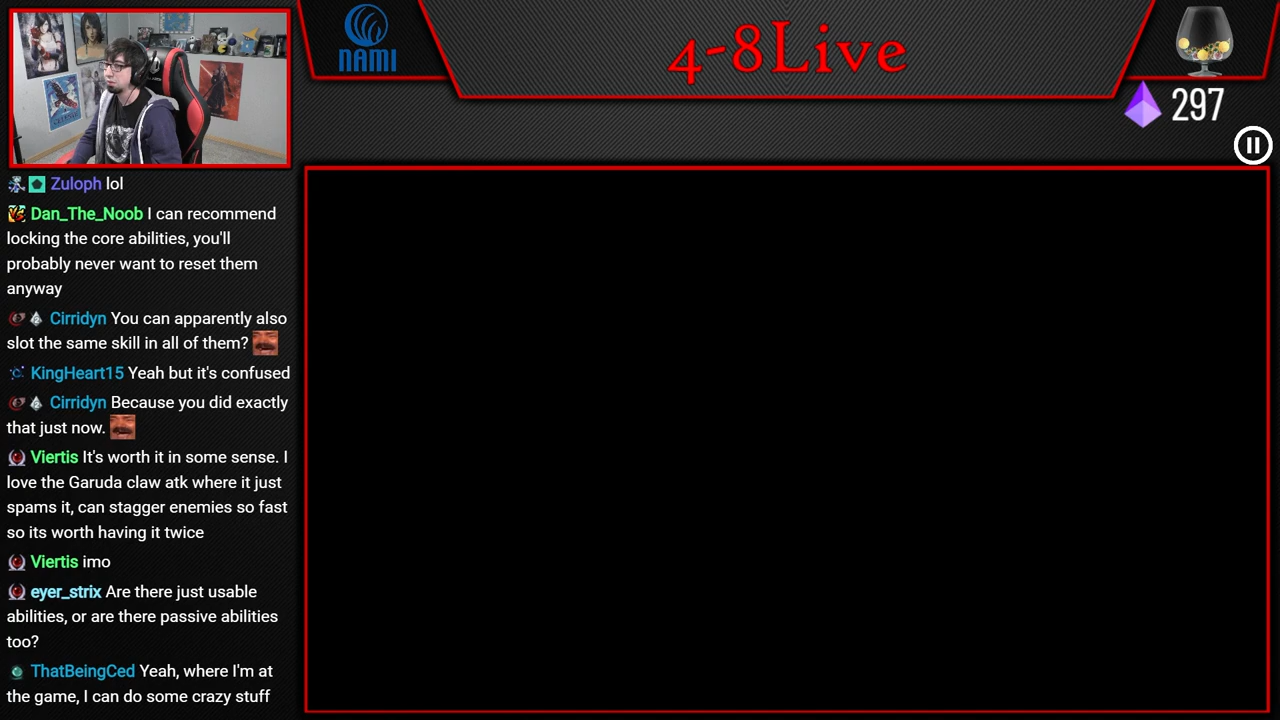 NAMI
4-8Live
297
Zuloph lol
Dan_The_Noob I can recommend
locking the core abilities, you'll
probably never want to reset them
anyway
Cirridyn You can apparently also
slot the same skill in all of them?
KingHeart15 Yeah but it's confused
Cirridyn Because you did exactly
that just now.
Viertis It's worth it in some sense. I
love the Garuda claw atk where it just
spams it, can stagger enemies so fast
so its worth having it twice
Viertis imo
eyer_strix Are there just usable
abilities, or are there passive abilities
too?
ThatBeingCed Yeah, where I'm at
the game, I can do some crazy stuff